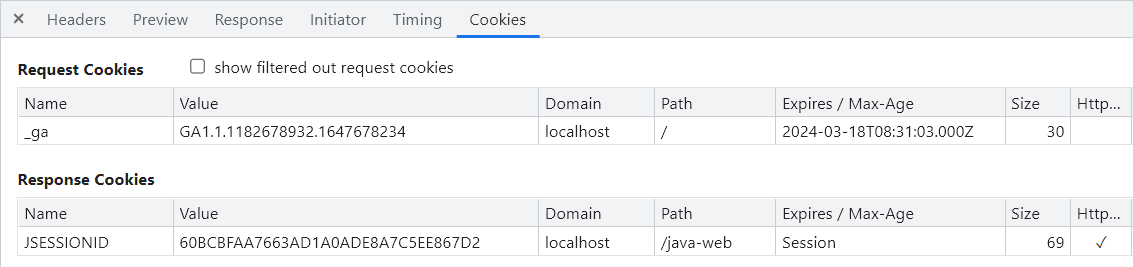 × Headers Preview Response Initiator Timing Cookies
Request Cookies show filtered out request cookies
Name Value Domain Path Expires / Max-Age Size Http...
_ga GA1.1.1182678932.1647678234 localhost / 2024-03-18T08:31:03.000Z 30
Response Cookies
Name Value Domain Path Expires / Max-Age Size Http...
JSESSIONID 60BCBFAA7663AD1A0ADE8A7C5EE867D2 localhost /java-web Session 69 ✓